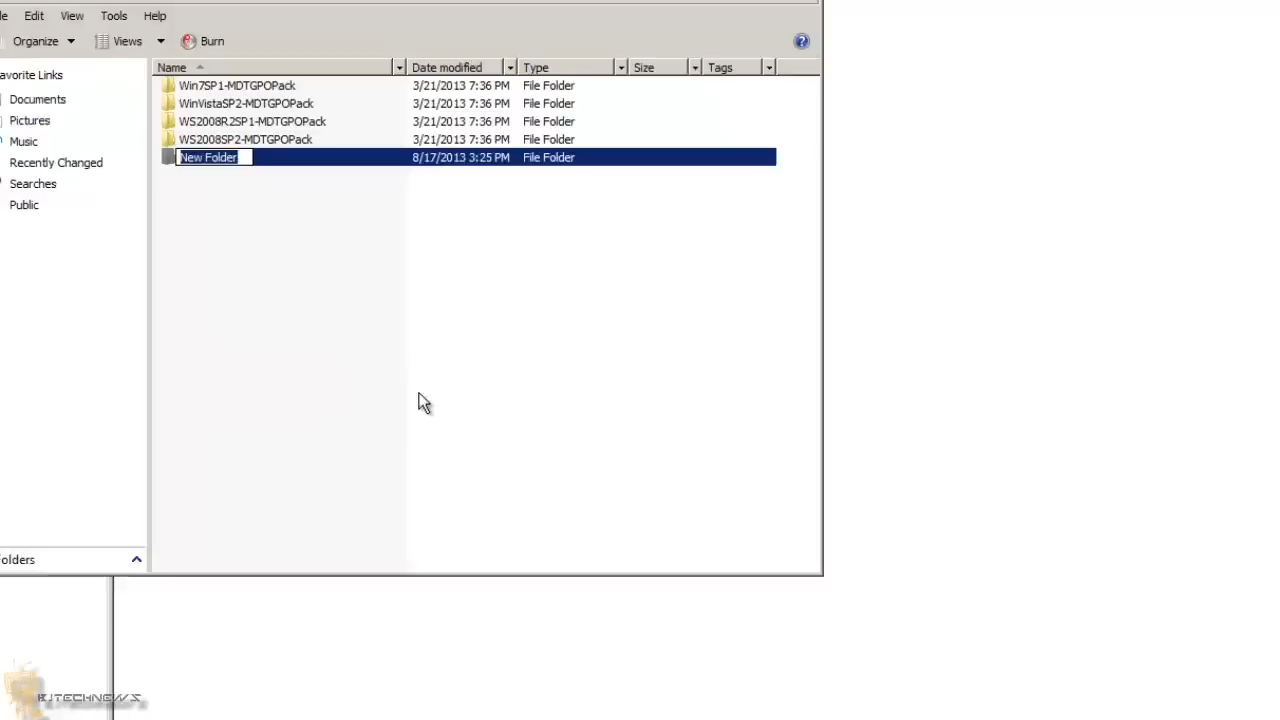 le Edit View Tools Help
Organize Views Burn
Name Date modified Type Size Tags
avorite Links
Documents
Pictures
Music
Recently Changed
Searches
Public
Win7SP1-MDTGPOPack 3/21/2013 7:36 PM File Folder
WinVistaSP2-MDTGPOPack 3/21/2013 7:36 PM File Folder
WS2008R2SP1-MDTGPOPack 3/21/2013 7:36 PM File Folder
WS2008SP2-MDTGPOPack 3/21/2013 7:36 PM File Folder
New Folder 8/17/2013 3:25 PM File Folder
olders
BJTECHNEWS